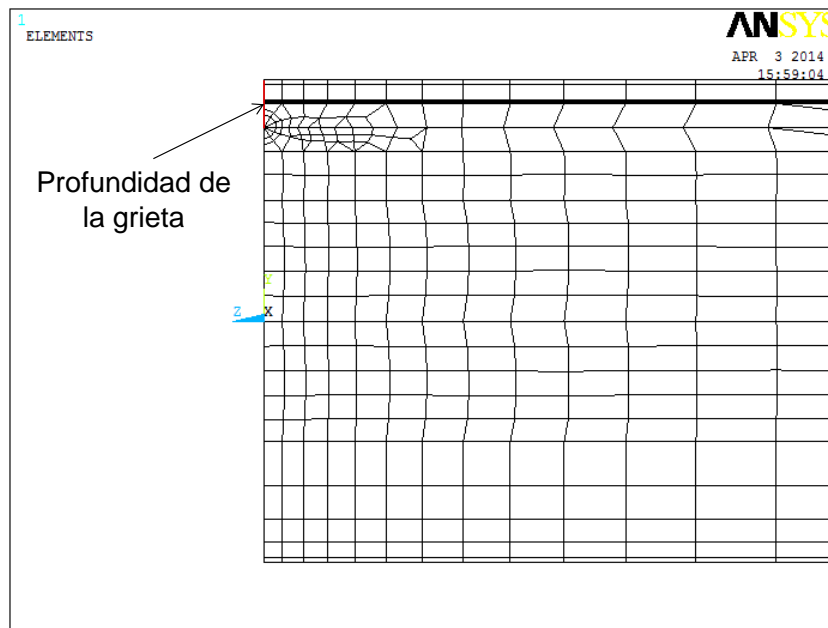 1
ELEMENTS
ANSYS
APR 3 2014
15:59:04
Profundidad de
la grieta
Y
Z
X